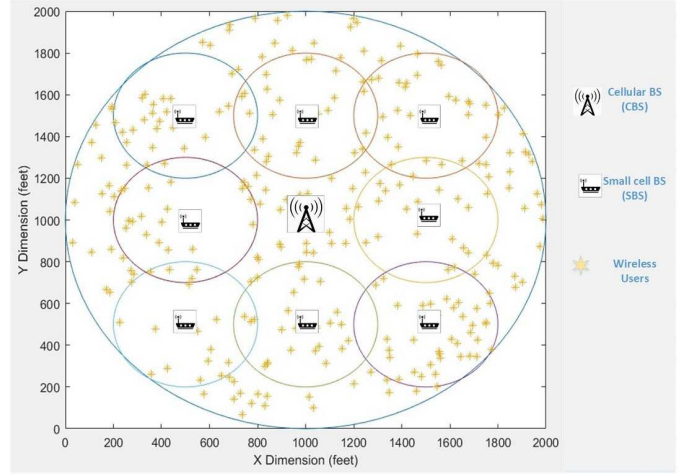 2000
1800
1600
1400
1200
1000
800
600
400
200
0
Y Dimension (feet)
0 200 400 600 800 1000 1200 1400 1600 1800 2000
X Dimension (feet)
Cellular BS
(CBS)
Small cell BS
(SBS)
Wireless
Users